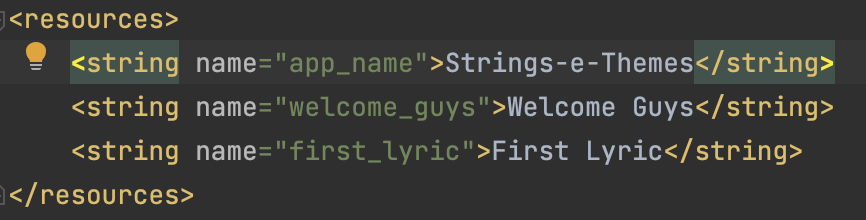 <resources>
    <string name="app_name">Strings-e-Themes</string>
    <string name="welcome_guys">Welcome Guys</string>
    <string name="first_lyric">First Lyric</string>
</resources>